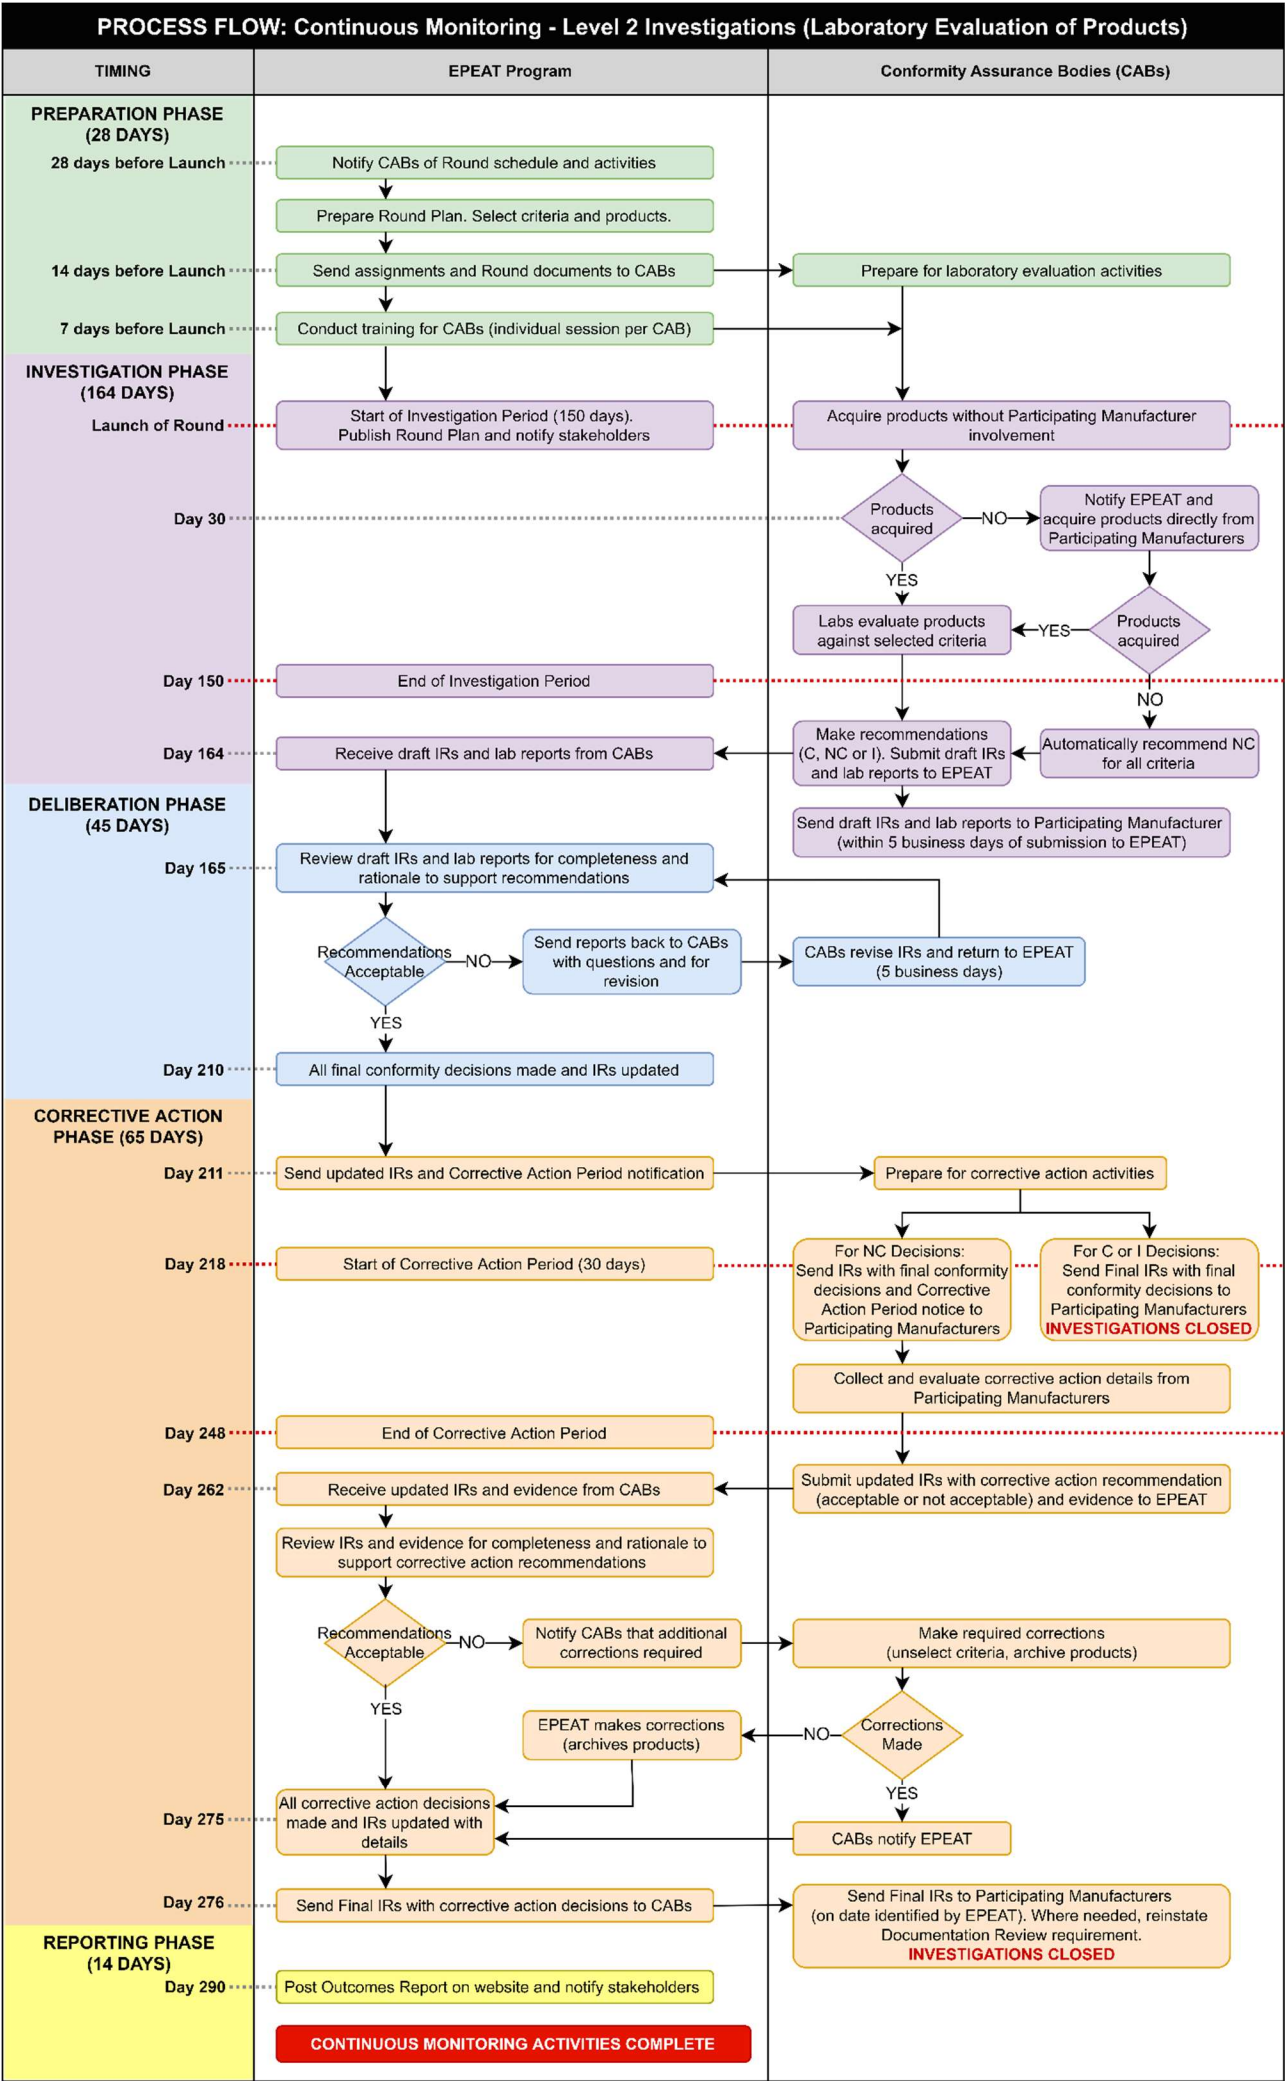 PROCESS FLOW: Continuous Monitoring - Level 2 Investigations (Laboratory Evaluation of Products)
TIMING
EPEAT Program
Conformity Assurance Bodies (CABs)
PREPARATION PHASE
(28 DAYS)
28 days before Launch
Notify CABs of Round schedule and activities
Prepare Round Plan. Select criteria and products.
14 days before Launch
Send assignments and Round documents to CABs
Prepare for laboratory evaluation activities
7 days before Launch
Conduct training for CABs (individual session per CAB)
INVESTIGATION PHASE
(164 DAYS)
Launch of Round
Start of Investigation Period (150 days).
Publish Round Plan and notify stakeholders
Acquire products without Participating Manufacturer
involvement
Day 30
Products
acquired
NO
Notify EPEAT and
acquire products directly from
Participating Manufacturers
YES
Labs evaluate products
against selected criteria
YES
Products
acquired
Day 150
End of Investigation Period
NO
Day 164
Receive draft IRs and lab reports from CABs
Make recommendations
(C, NC or I). Submit draft IRs
and lab reports to EPEAT
Automatically recommend NC
for all criteria
DELIBERATION PHASE
(45 DAYS)
Send draft IRs and lab reports to Participating Manufacturer
(within 5 business days of submission to EPEAT)
Day 165
Review draft IRs and lab reports for completeness and
rationale to support recommendations
Recommendations
Acceptable
NO
Send reports back to CABs
with questions and for
revision
CABs revise IRs and return to EPEAT
(5 business days)
YES
Day 210
All final conformity decisions made and IRs updated
CORRECTIVE ACTION
PHASE (65 DAYS)
Day 211
Send updated IRs and Corrective Action Period notification
Prepare for corrective action activities
Day 218
Start of Corrective Action Period (30 days)
For NC Decisions:
Send IRs with final conformity
decisions and Corrective
Action Period notice to
Participating Manufacturers
For C or I Decisions:
Send Final IRs with final
conformity decisions to
Participating Manufacturers
INVESTIGATIONS CLOSED
Collect and evaluate corrective action details from
Participating Manufacturers
Day 248
End of Corrective Action Period
Day 262
Receive updated IRs and evidence from CABs
Submit updated IRs with corrective action recommendation
(acceptable or not acceptable) and evidence to EPEAT
Review IRs and evidence for completeness and rationale to
support corrective action recommendations
Recommendations
Acceptable
NO
Notify CABs that additional
corrections required
Make required corrections
(unselect criteria, archive products)
YES
EPEAT makes corrections
(archives products)
NO
Corrections
Made
YES
Day 275
All corrective action decisions
made and IRs updated with
details
CABs notify EPEAT
Day 276
Send Final IRs with corrective action decisions to CABs
Send Final IRs to Participating Manufacturers
(on date identified by EPEAT). Where needed, reinstate
Documentation Review requirement.
INVESTIGATIONS CLOSED
REPORTING PHASE
(14 DAYS)
Day 290
Post Outcomes Report on website and notify stakeholders
CONTINUOUS MONITORING ACTIVITIES COMPLETE